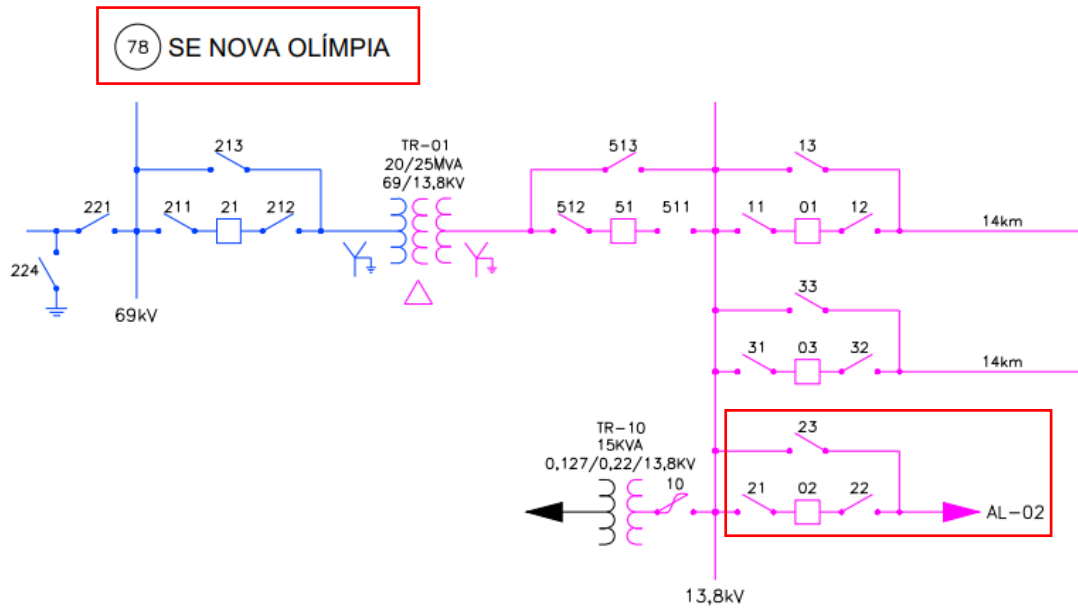 78 SE NOVA OLÍMPIA
213
221
211 21 212
224
69kV
TR-01
20/25MVA
69/13,8KV
513
512 51 511
13
11 01 12
14km
33
31 03 32
14km
TR-10
15KVA
0,127/0,22/13,8KV
10
23
21 02 22
AL-02
13,8kV